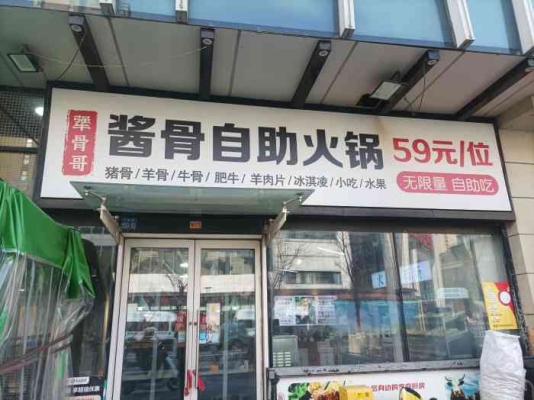 犟骨哥
酱骨自助火锅
59元/位
猪骨/羊骨/牛骨/肥牛/羊肉片/冰淇凌/小吃/水果
无限量 自助吃